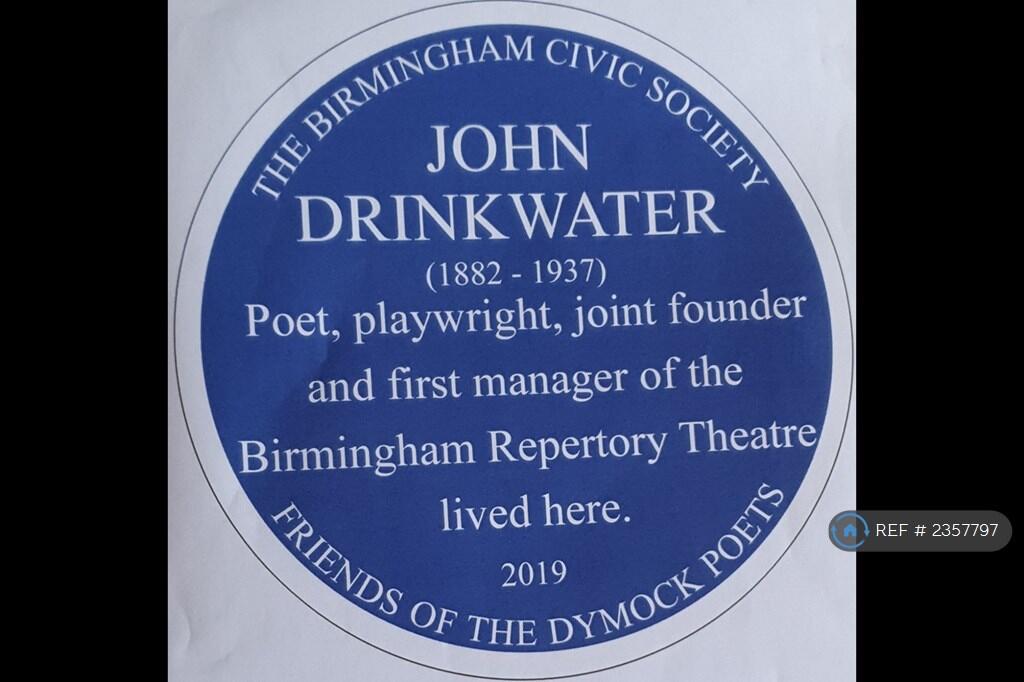 THE BIRMINGHAM CIVIC SOCIETY
JOHN
DRINKWATER
(1882 - 1937)
Poet, playwright, joint founder
and first manager of the
Birmingham Repertory Theatre
lived here.
2019
FRIENDS OF THE DYMOCK POETS
REF # 2357797